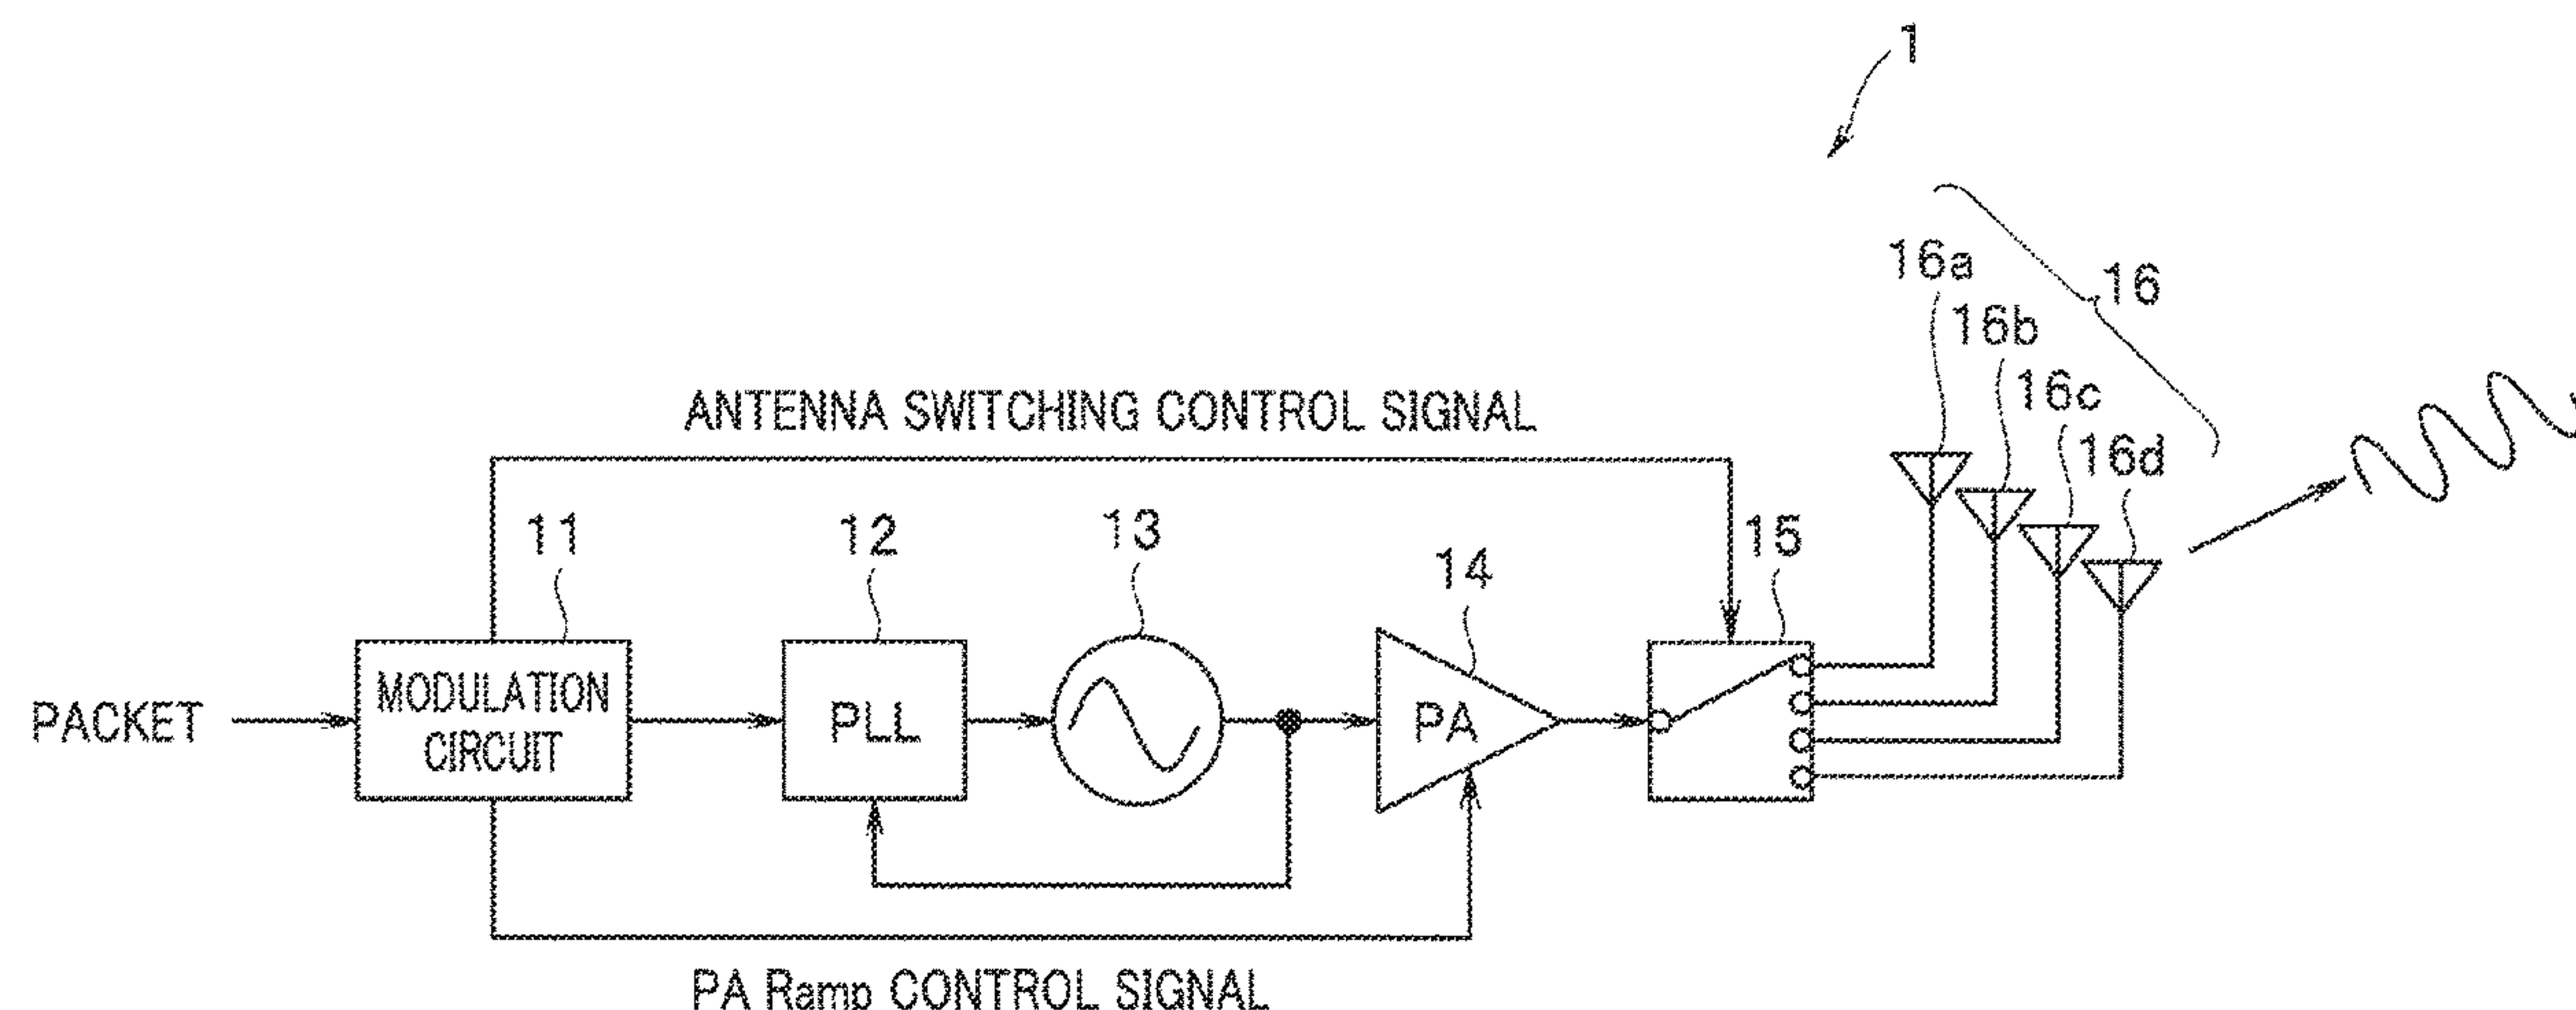 1
16a
16
16b
16c
16d
ANTENNA SWITCHING CONTROL SIGNAL
11
12
13
14
15
PACKET
MODULATION
CIRCUIT
PLL
PA
PA Ramp CONTROL SIGNAL